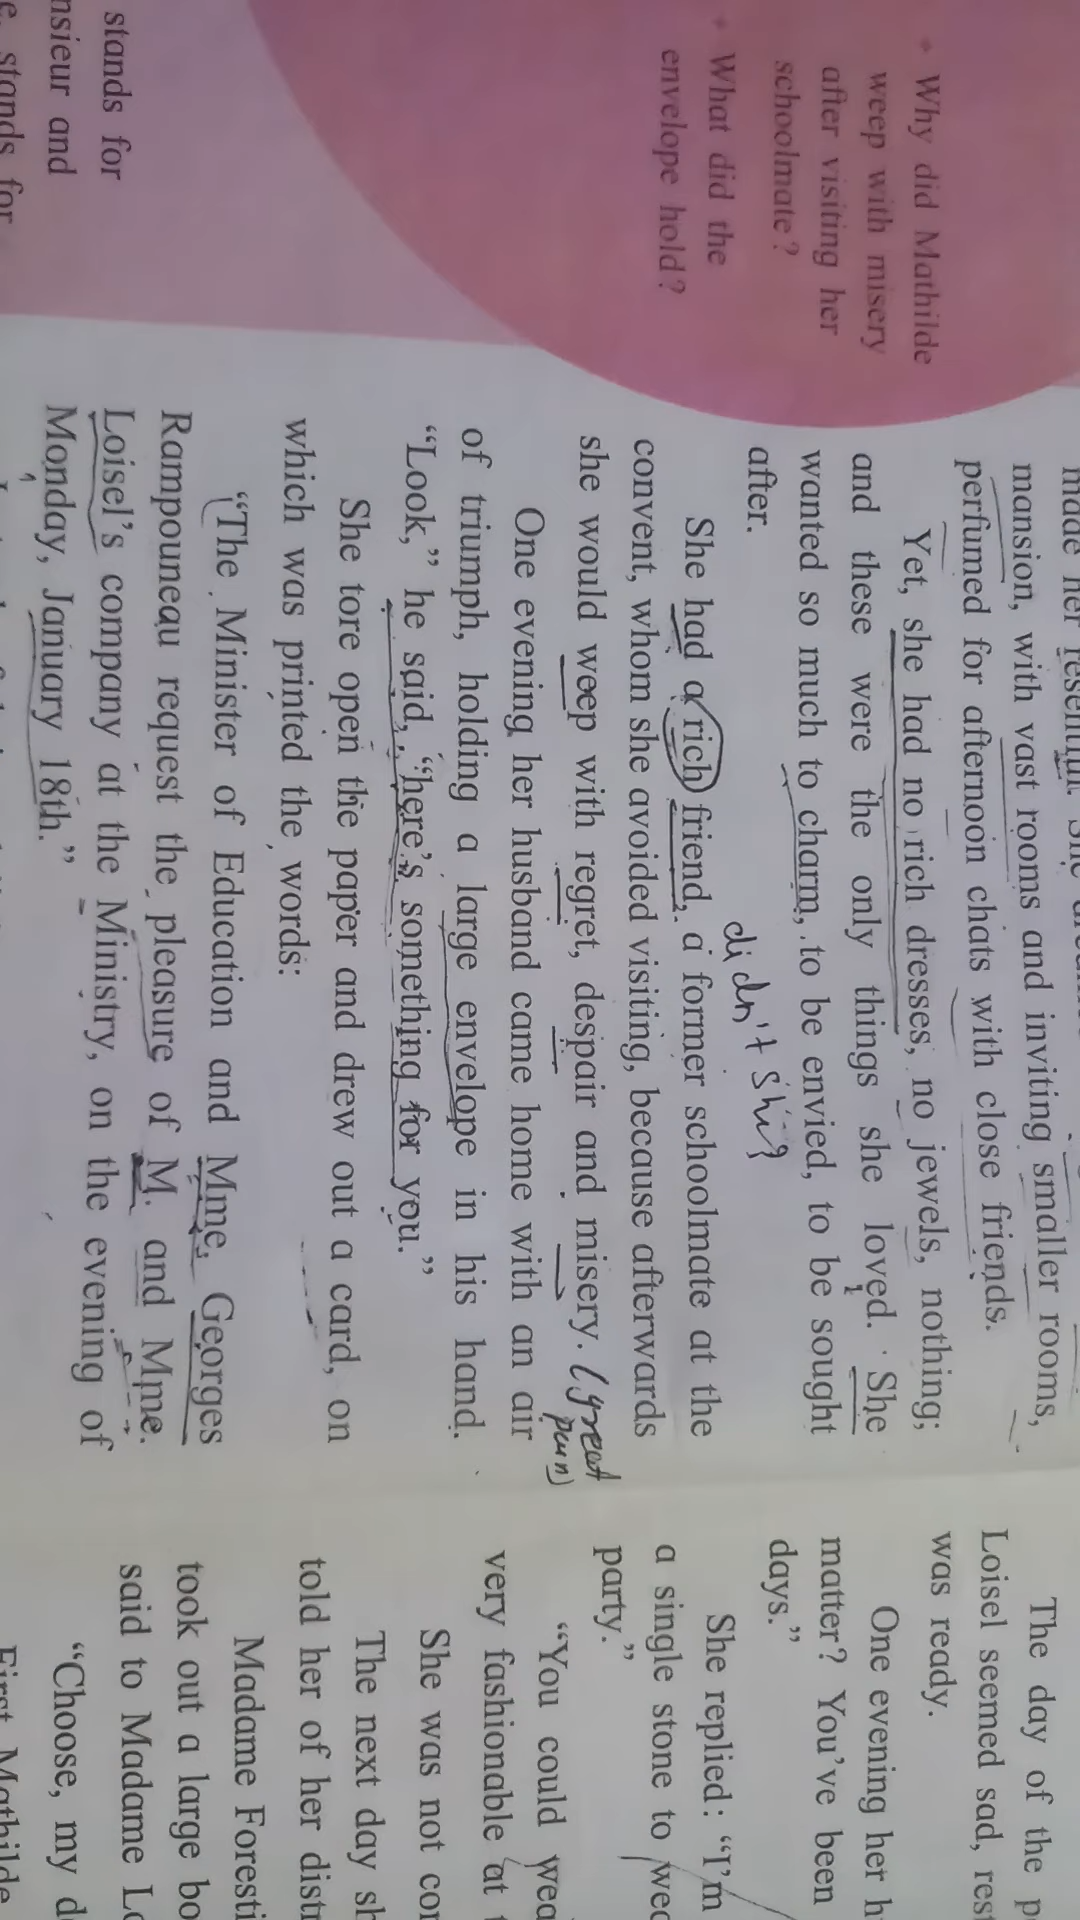 Why did Mathilde
weep with misery
after visiting her
schoolmate?
What did the
envelope hold?
stands for
and
stands for
made her
mansion, with vast rooms and inviting smaller rooms,
perfumed for afternoon chats with close friends.
Yet, she had no rich dresses, no jewels, nothing;
and these were the only things she loved. She
wanted so much to charm, to be envied, to be sought
after.
didn't she?
She had a rich friend, a former schoolmate at the
convent, whom she avoided visiting, because afterwards
she would weep with regret, despair and misery. (great
One evening her husband came home with an air
of triumph, holding a large envelope in his hand.
“Look,” he said, “here's something for you.”
She tore open the paper and drew out a card, on
which was printed the words:
“The Minister of Education and Mme. Georges
Rampouneau request the pleasure of M. and Mme.
Loisel's company at the Ministry, on the evening of
Monday, January 18th.”
The day of the
Loisel seemed sad,
was ready.
One evening her
matter? You've been
days.”
She replied: “I'm
a single stone to
party.”
“You could
very fashionable at
She was not
The next day
told her of her
Madame
took out a large
said to Madame
“Choose, my
First Mathilde